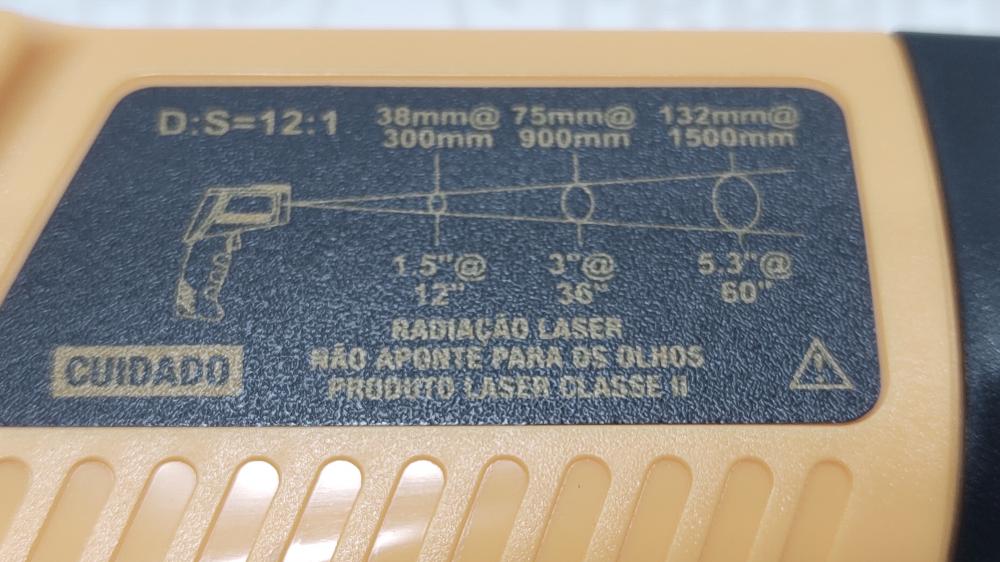 D:S=12:1
38mm@ 75mm@ 132mm@
300mm 900mm 1500mm
1.5"@ 3"@ 5.3"@
12" 36" 60"
RADIAÇÃO LASER
NÃO APONTE PARA OS OLHOS
PRODUTO LASER CLASSE II
CUIDADO